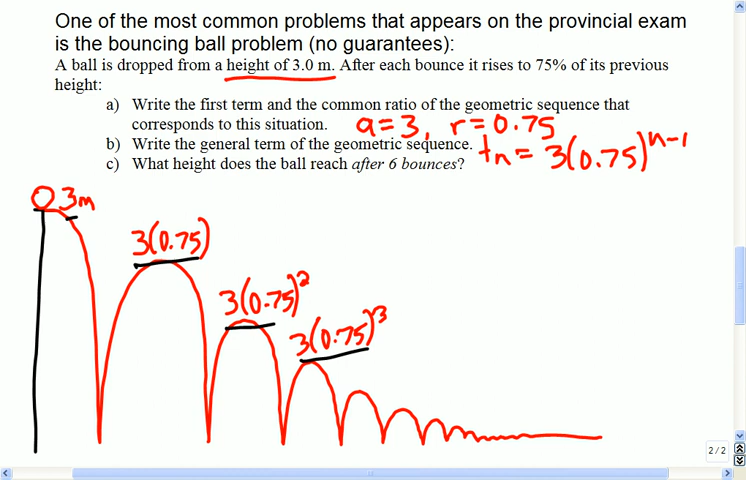 One of the most common problems that appears on the provincial exam
is the bouncing ball problem (no guarantees):
A ball is dropped from a height of 3.0 m. After each bounce it rises to 75% of its previous
height:
a) Write the first term and the common ratio of the geometric sequence that
corresponds to this situation. a=3, r=0.75
b) Write the general term of the geometric sequence. tn = 3(0.75)^n-1
c) What height does the ball reach after 6 bounces?
3m
3(0.75)
3(0.75)²
3(0.75)³
2/2